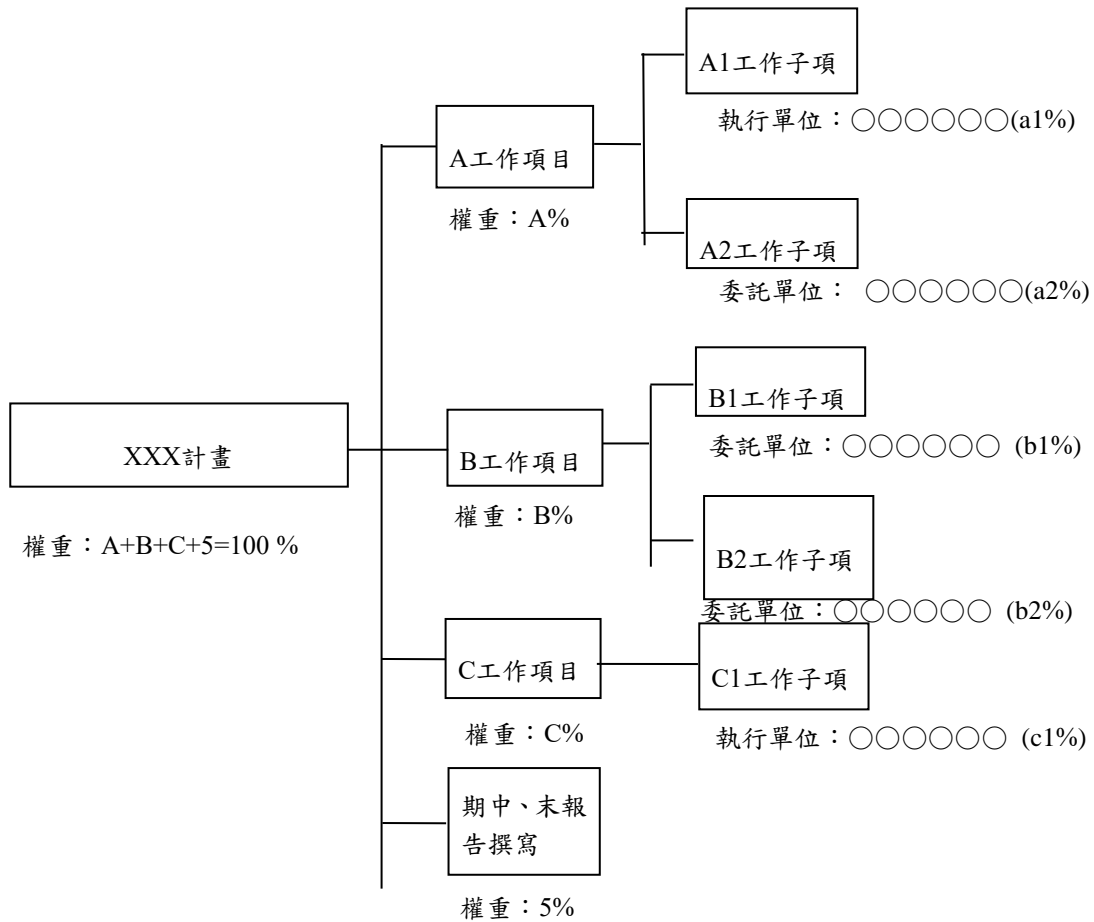 A1工作子項
執行單位：○○○○○○(a1%)
A工作項目
權重：A%
A2工作子項
委託單位： ○○○○○○(a2%)
B1工作子項
委託單位：○○○○○○ (b1%)
XXX計畫
B工作項目
權重：B%
權重：A+B+C+5=100 %
B2工作子項
委託單位：○○○○○○ (b2%)
C工作項目
C1工作子項
權重：C%
執行單位：○○○○○○ (c1%)
期中、末報
告撰寫
權重：5%